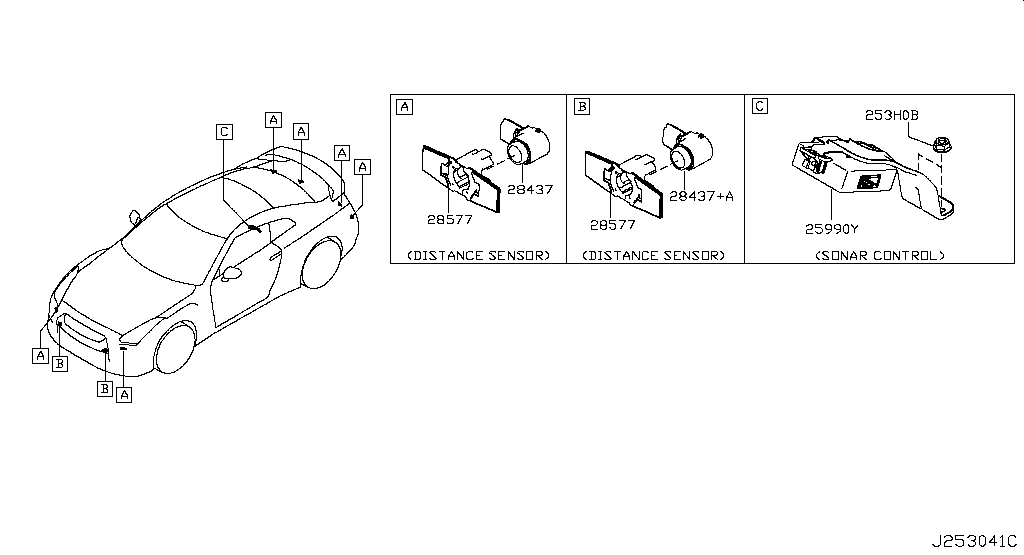 C
A
A
A
A
A
B
B
A
A
28437
28577
(DISTANCE SENSOR)
B
28437+A
28577
(DISTANCE SENSOR)
C
253H0B
25990Y
(SONAR CONTROL)
J253041C